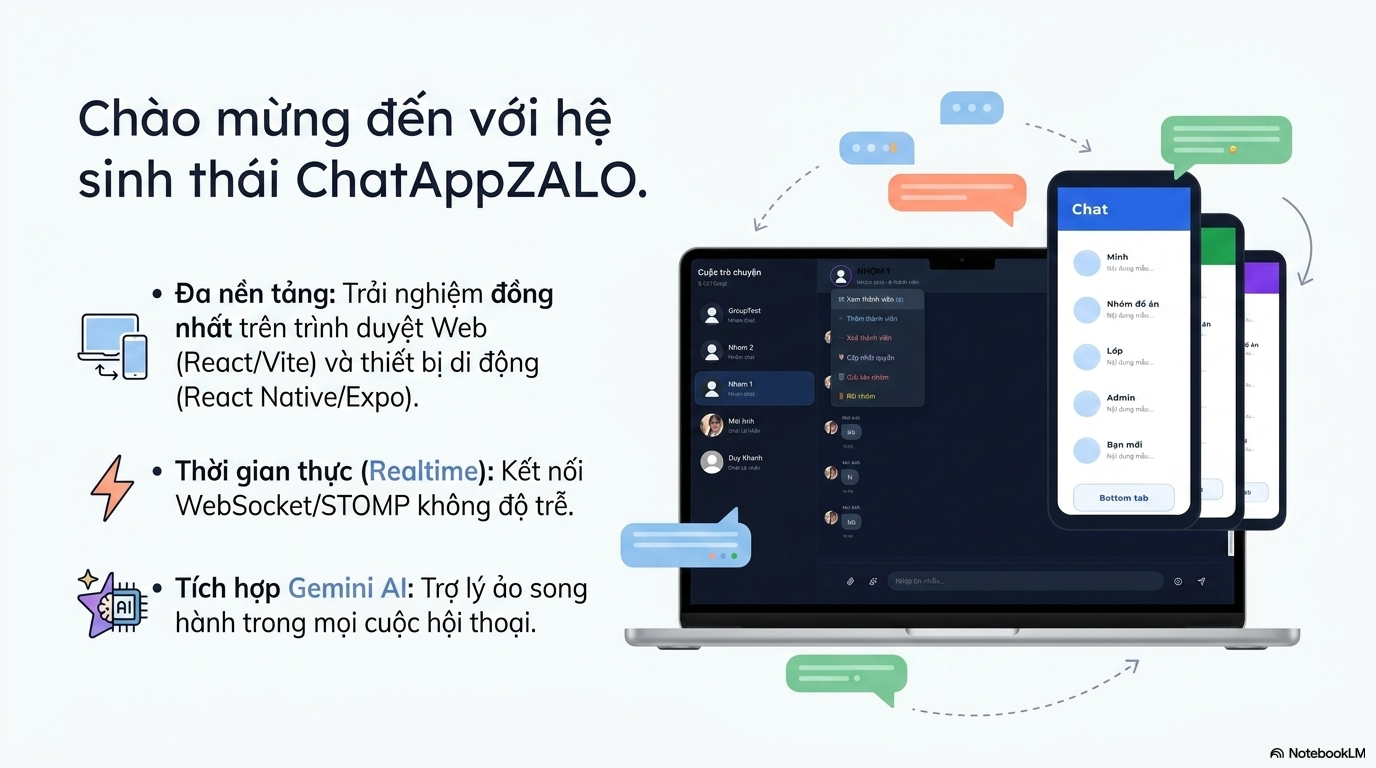 Chào mừng đến với hệ
sinh thái ChatAppZALO.
• Đa nền tảng: Trải nghiệm đồng
nhất trên trình duyệt Web
(React/Vite) và thiết bị di động
(React Native/Expo).
• Thời gian thực (Realtime): Kết nối
WebSocket/STOMP không độ trễ.
AI
• Tích hợp Gemini AI: Trợ lý ảo song
hành trong mọi cuộc hội thoại.
Cuộc trò chuyện
GroupTest
Nhom 2
Nhom 1
Duy Khanh
NHOM 1
Xem thành viên
Thêm thành viên
Xoá thành viên
Cập nhật quyền
Nhập tin nhắn...
Chat
Minh
Nội dung mẫu...
Nhóm đồ án
Nội dung mẫu...
Lớp
Nội dung mẫu...
Admin
Nội dung mẫu...
Bạn mới
Nội dung mẫu...
Bottom tab
NotebookLM